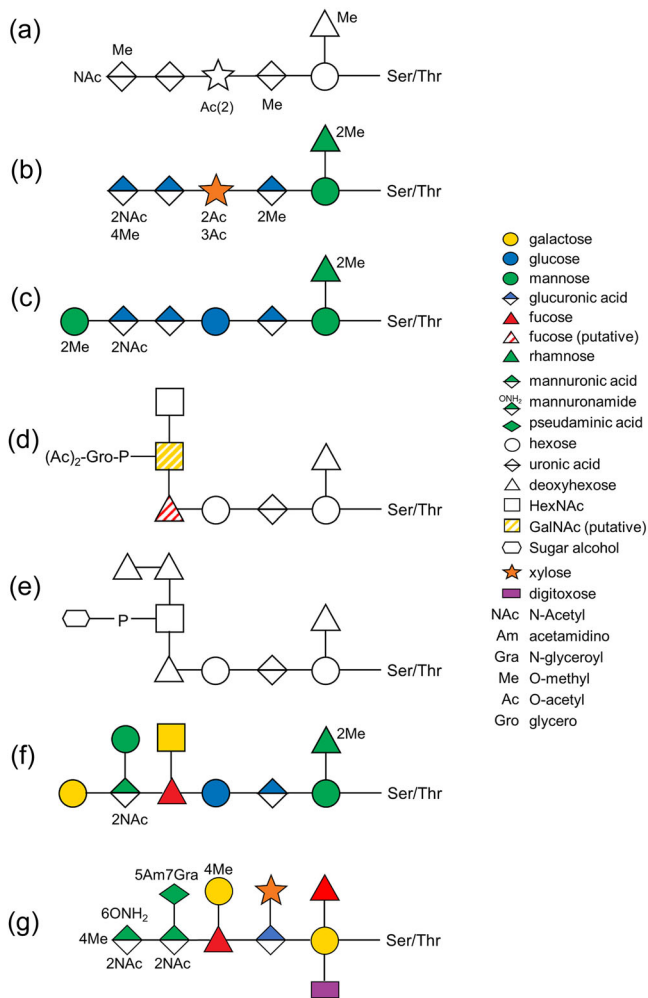 (a)
Me
Me
NAc
Ser/Thr
Ac(2)
Me
(b)
2Me
Ser/Thr
2NAc
2Ac
2Me
4Me
3Ac
(c)
2Me
Ser/Thr
2Me
2NAc
(d)
(Ac)2-Gro-P
Ser/Thr
(e)
P
Ser/Thr
(f)
2Me
Ser/Thr
2NAc
(g)
5Am7Gra
4Me
6ONH2
4Me
Ser/Thr
2NAc
2NAc
galactose
glucose
mannose
glucuronic acid
fucose
fucose (putative)
rhamnose
mannuronic acid
ONH2 mannuronamide
pseudaminic acid
hexose
uronic acid
deoxyhexose
HexNAc
GalNAc (putative)
Sugar alcohol
xylose
digitoxose
NAc N-Acetyl
Am acetamidino
Gra N-glyceroyl
Me O-methyl
Ac O-acetyl
Gro glycero